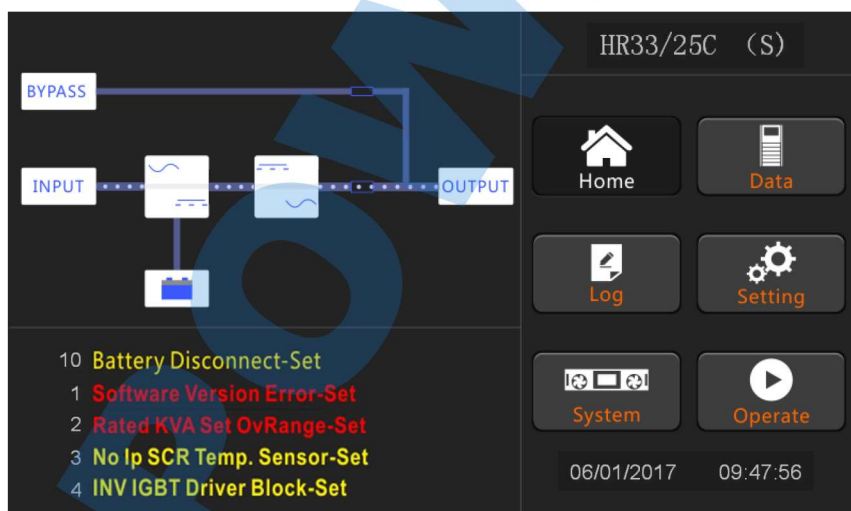 HR33/25C （S）
BYPASS
INPUT
OUTPUT
Home
Data
Log
Setting
System
Operate
10 Battery Disconnect-Set
1 Software Version Error-Set
2 Rated KVA Set OvRange-Set
3 No Ip SCR Temp. Sensor-Set
4 INV IGBT Driver Block-Set
06/01/2017 09:47:56
POW